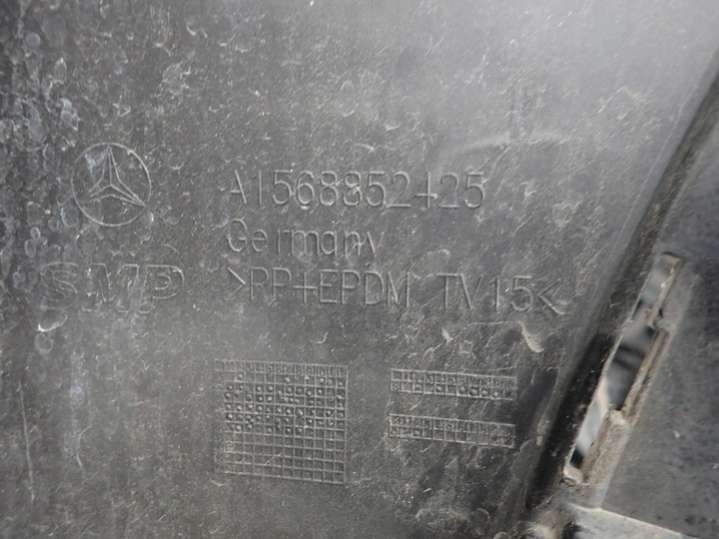 A1568852425
Germany
SMP
>PP+EPDM TV15<